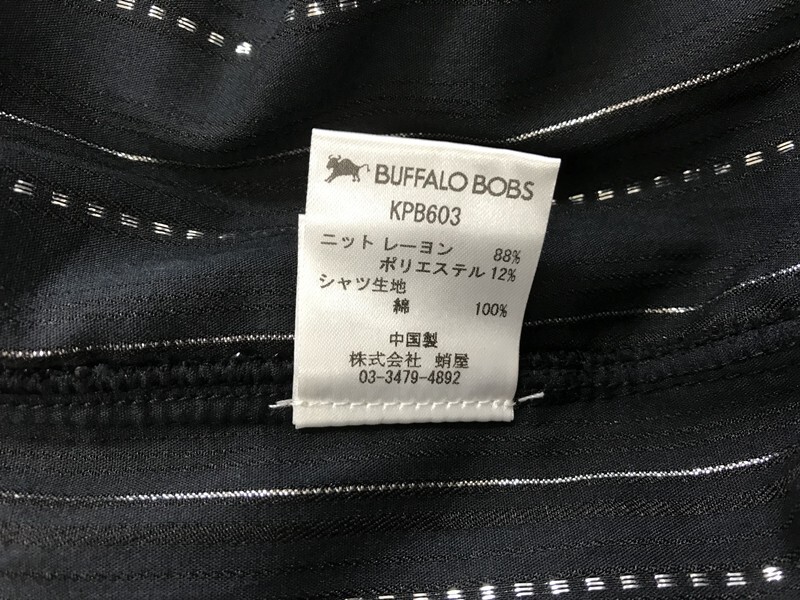 BUFFALO BOBS
KPB603
ニット レーヨン 88%
ポリエステル 12%
シャツ生地
綿 100%
中国製
株式会社 蛸屋
03-3479-4892